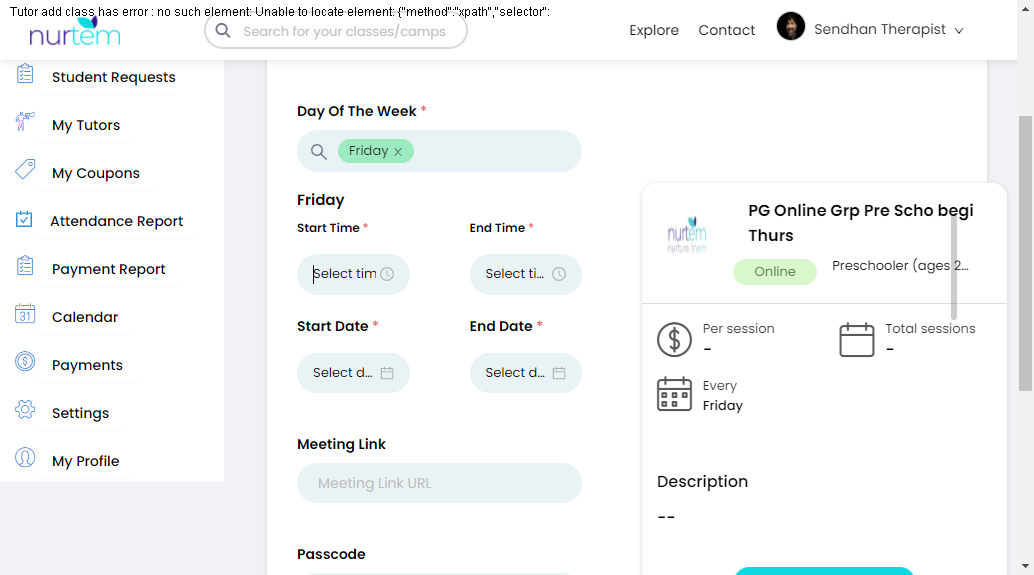 Tutor add class has error : no such element: Unable to locate element: {"method":"xpath","selector":
nurtem
Search for your classes/camps
Explore
Contact
Sendhan Therapist
Student Requests
My Tutors
My Coupons
Attendance Report
Payment Report
31
Calendar
Payments
Settings
My Profile
Day Of The Week *
Friday x
Friday
Start Time *
End Time *
Select tim
Select ti...
Start Date *
End Date *
Select d...
Select d...
Meeting Link
Meeting Link URL
Passcode
nurtem
nurture them
PG Online Grp Pre Scho begi
Thurs
Online
Preschooler (ages 2...
Per session
-
Total sessions
-
Every
Friday
Description
--